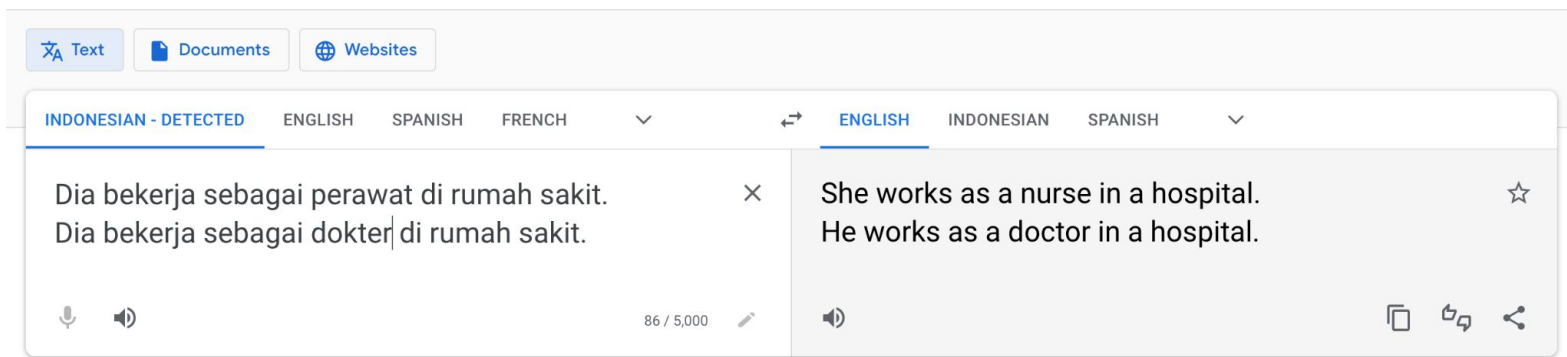 Text Documents Websites
INDONESIAN - DETECTED ENGLISH SPANISH FRENCH ENGLISH INDONESIAN SPANISH
Dia bekerja sebagai perawat di rumah sakit.
Dia bekerja sebagai dokter di rumah sakit.
86 / 5,000
She works as a nurse in a hospital.
He works as a doctor in a hospital.